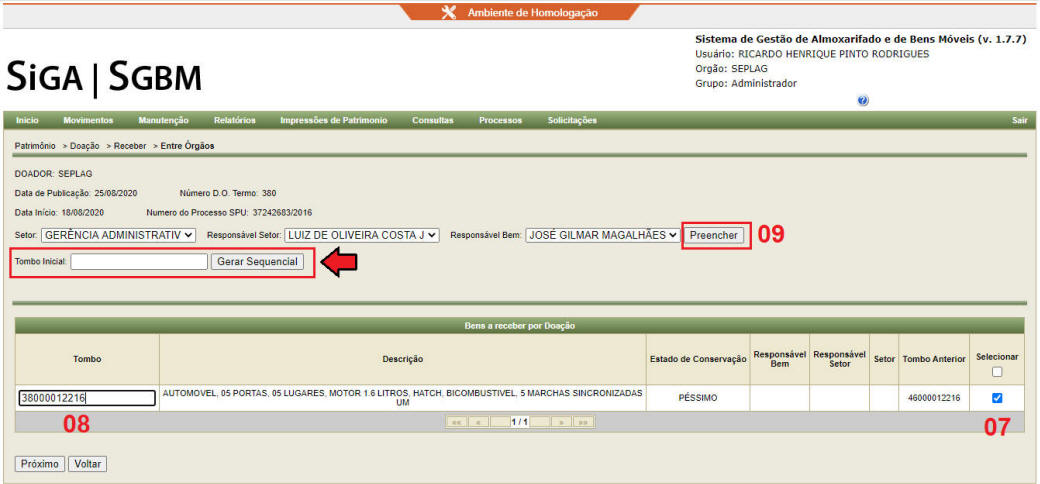 Ambiente de Homologação
Sistema de Gestão de Almoxarifado e de Bens Móveis (v. 1.7.7)
Usuário: RICARDO HENRIQUE PINTO RODRIGUES
Orgão: SEPLAG
Grupo: Administrador
SIGA | SGBM
Início Movimentos Manutenção Relatórios Impressões de Patrimonio Consultas Processos Solicitações Sair
Patrimônio > Doação > Receber > Entre Órgãos
DOADOR: SEPLAG
Data de Publicação: 25/08/2020 Número D.O. Termo: 380
Data Início: 18/08/2020 Numero do Processo SPU: 37242683/2016
Setor: GERÊNCIA ADMINISTRATIV Responsável Setor: LUIZ DE OLIVEIRA COSTA J Responsável Bem: JOSÉ GILMAR MAGALHÃES Preencher 09
Tombo Inicial: Gerar Sequencial
Bens a receber por Doação
Tombo Descrição Estado de Conservação Responsável Bem Responsável Setor Setor Tombo Anterior Selecionar
38000012216 AUTOMOVEL, 05 PORTAS, 05 LUGARES, MOTOR 1.6 LITROS, HATCH, BICOMBUSTIVEL, 5 MARCHAS SINCRONIZADAS UM PÉSSIMO 46000012216
08 << < 1 / 1 > >> 07
Próximo Voltar